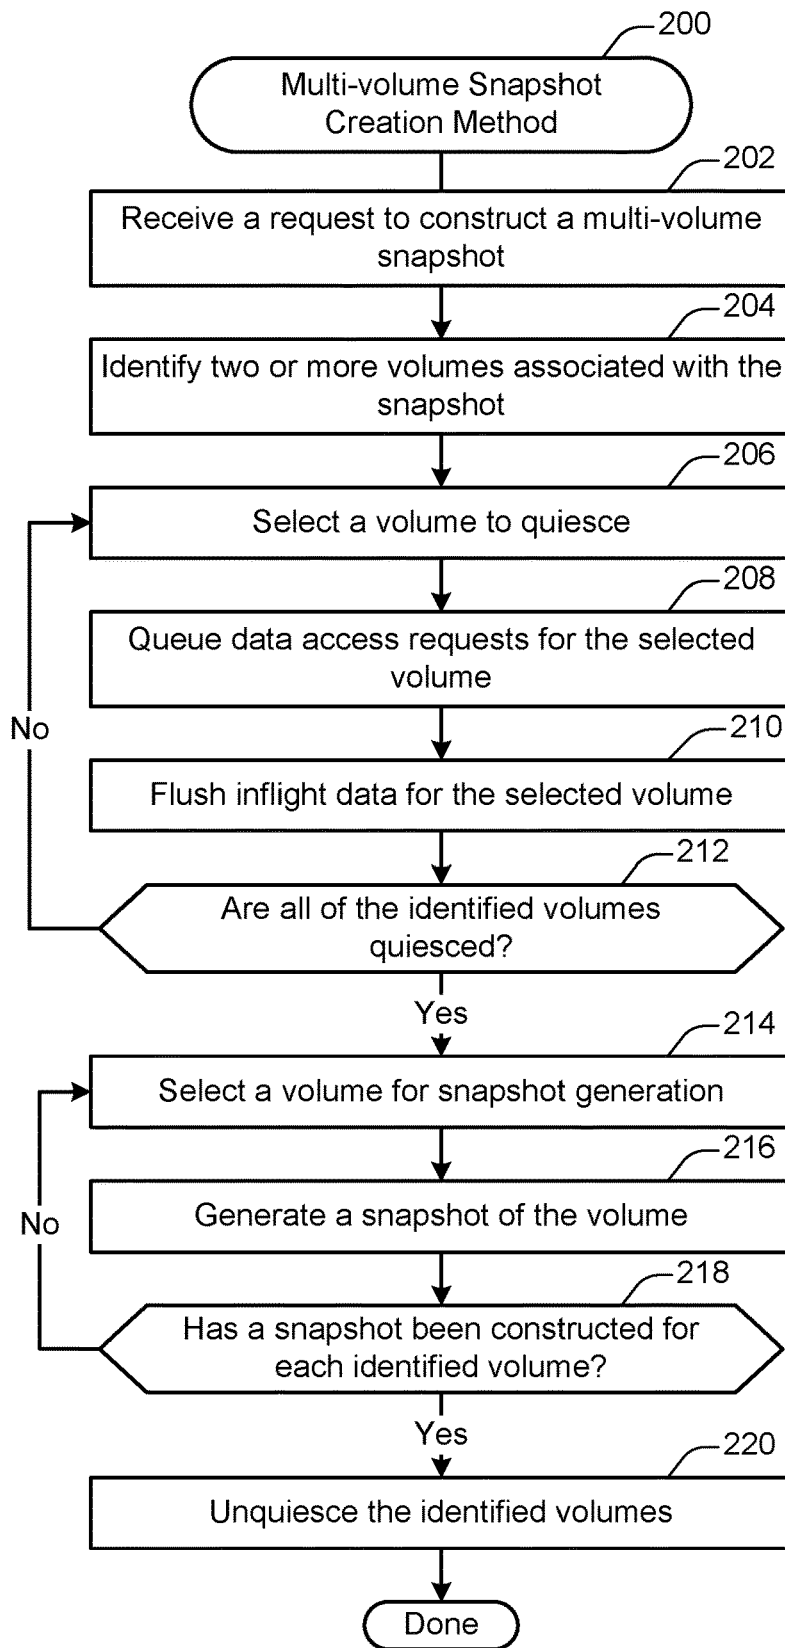 200
Multi-volume Snapshot
Creation Method
202
Receive a request to construct a multi-volume
snapshot
204
Identify two or more volumes associated with the
snapshot
206
Select a volume to quiesce
208
Queue data access requests for the selected
volume
No
210
Flush inflight data for the selected volume
212
Are all of the identified volumes
quiesced?
Yes
214
Select a volume for snapshot generation
216
Generate a snapshot of the volume
No
218
Has a snapshot been constructed for
each identified volume?
Yes
220
Unquiesce the identified volumes
Done